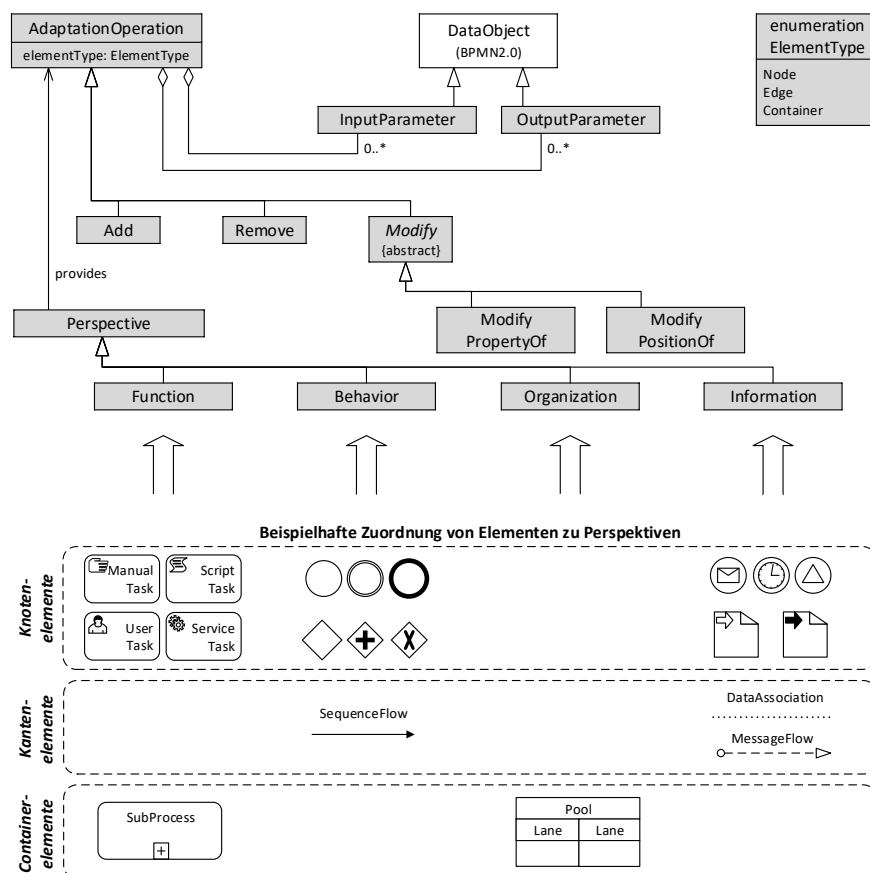 AdaptationOperation
elementType: ElementType
DataObject
(BPMN2.0)
enumeration
ElementType
Node
Edge
Container
InputParameter
OutputParameter
0..*
0..*
Add
Remove
Modify
{abstract}
provides
Perspective
Modify
PropertyOf
Modify
PositionOf
Function
Behavior
Organization
Information
Beispielhafte Zuordnung von Elementen zu Perspektiven
Knoten-
elemente
Manual
Task
Script
Task
User
Task
Service
Task
Kanten-
elemente
SequenceFlow
DataAssociation
MessageFlow
Container-
elemente
SubProcess
Pool
Lane
Lane